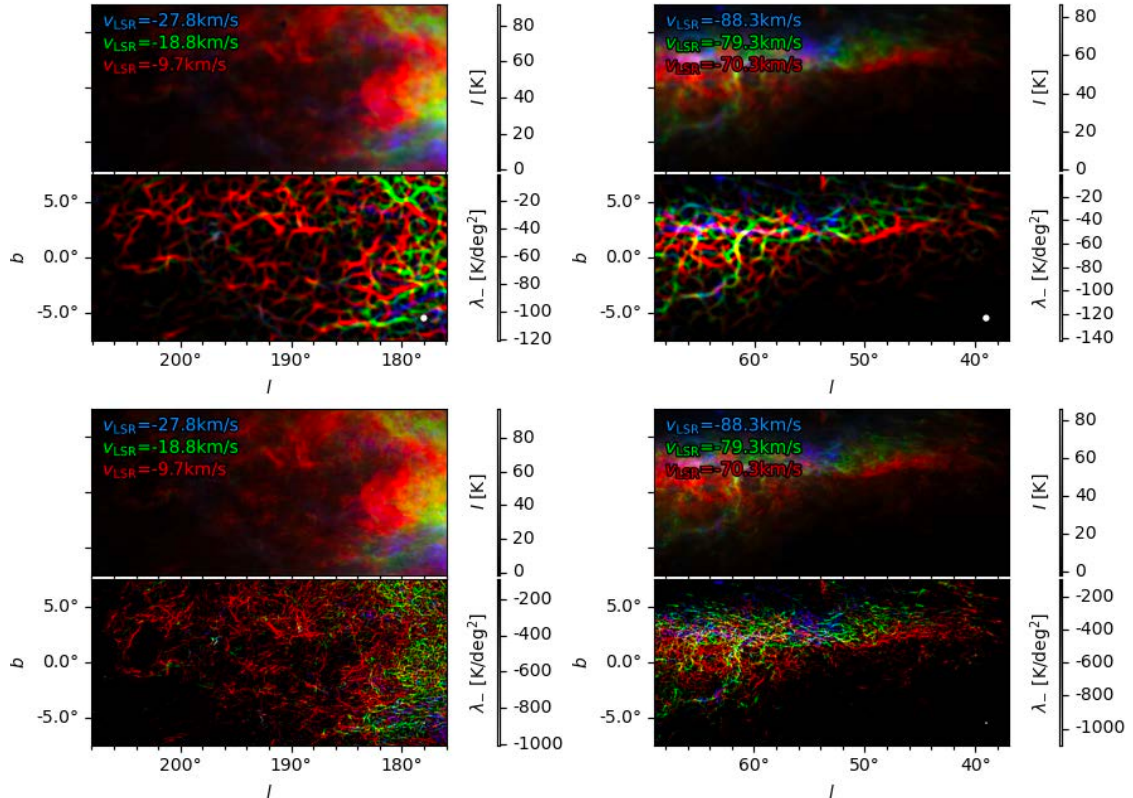 v_LSR=-27.8km/s
v_LSR=-18.8km/s
v_LSR=-9.7km/s
80
60
40
20
0
I [K]
5.0°
0.0°
-5.0°
b
200° 190° 180°
l
-20
-40
-60
-80
-100
-120
λ_- [K/deg²]
v_LSR=-88.3km/s
v_LSR=-79.3km/s
v_LSR=-70.3km/s
80
60
40
20
0
I [K]
5.0°
0.0°
-5.0°
b
60° 50° 40°
l
-20
-40
-60
-80
-100
-120
-140
λ_- [K/deg²]
v_LSR=-27.8km/s
v_LSR=-18.8km/s
v_LSR=-9.7km/s
80
60
40
20
0
I [K]
5.0°
0.0°
-5.0°
b
200° 190° 180°
l
-200
-400
-600
-800
-1000
λ_- [K/deg²]
v_LSR=-88.3km/s
v_LSR=-79.3km/s
v_LSR=-70.3km/s
80
60
40
20
0
I [K]
5.0°
0.0°
-5.0°
b
60° 50° 40°
l
-200
-400
-600
-800
-1000
λ_- [K/deg²]